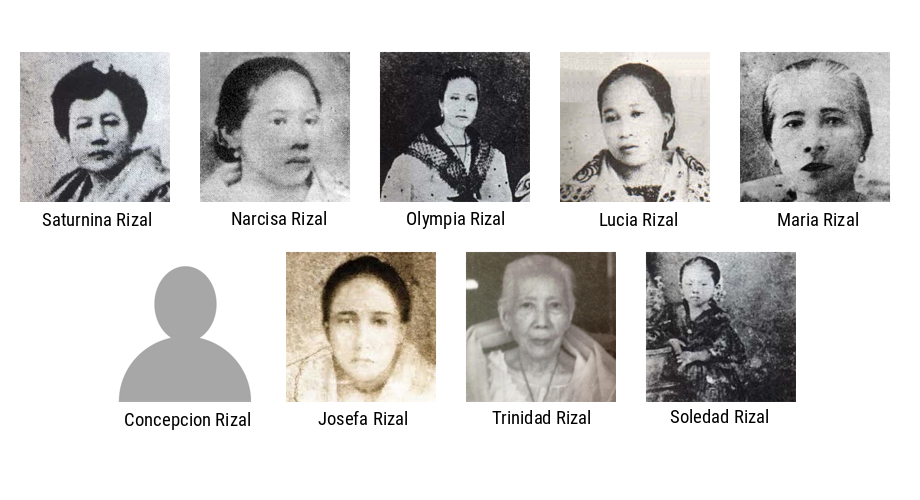 Saturnina Rizal
Narcisa Rizal
Olympia Rizal
Lucia Rizal
Maria Rizal
Concepcion Rizal
Josefa Rizal
Trinidad Rizal
Soledad Rizal